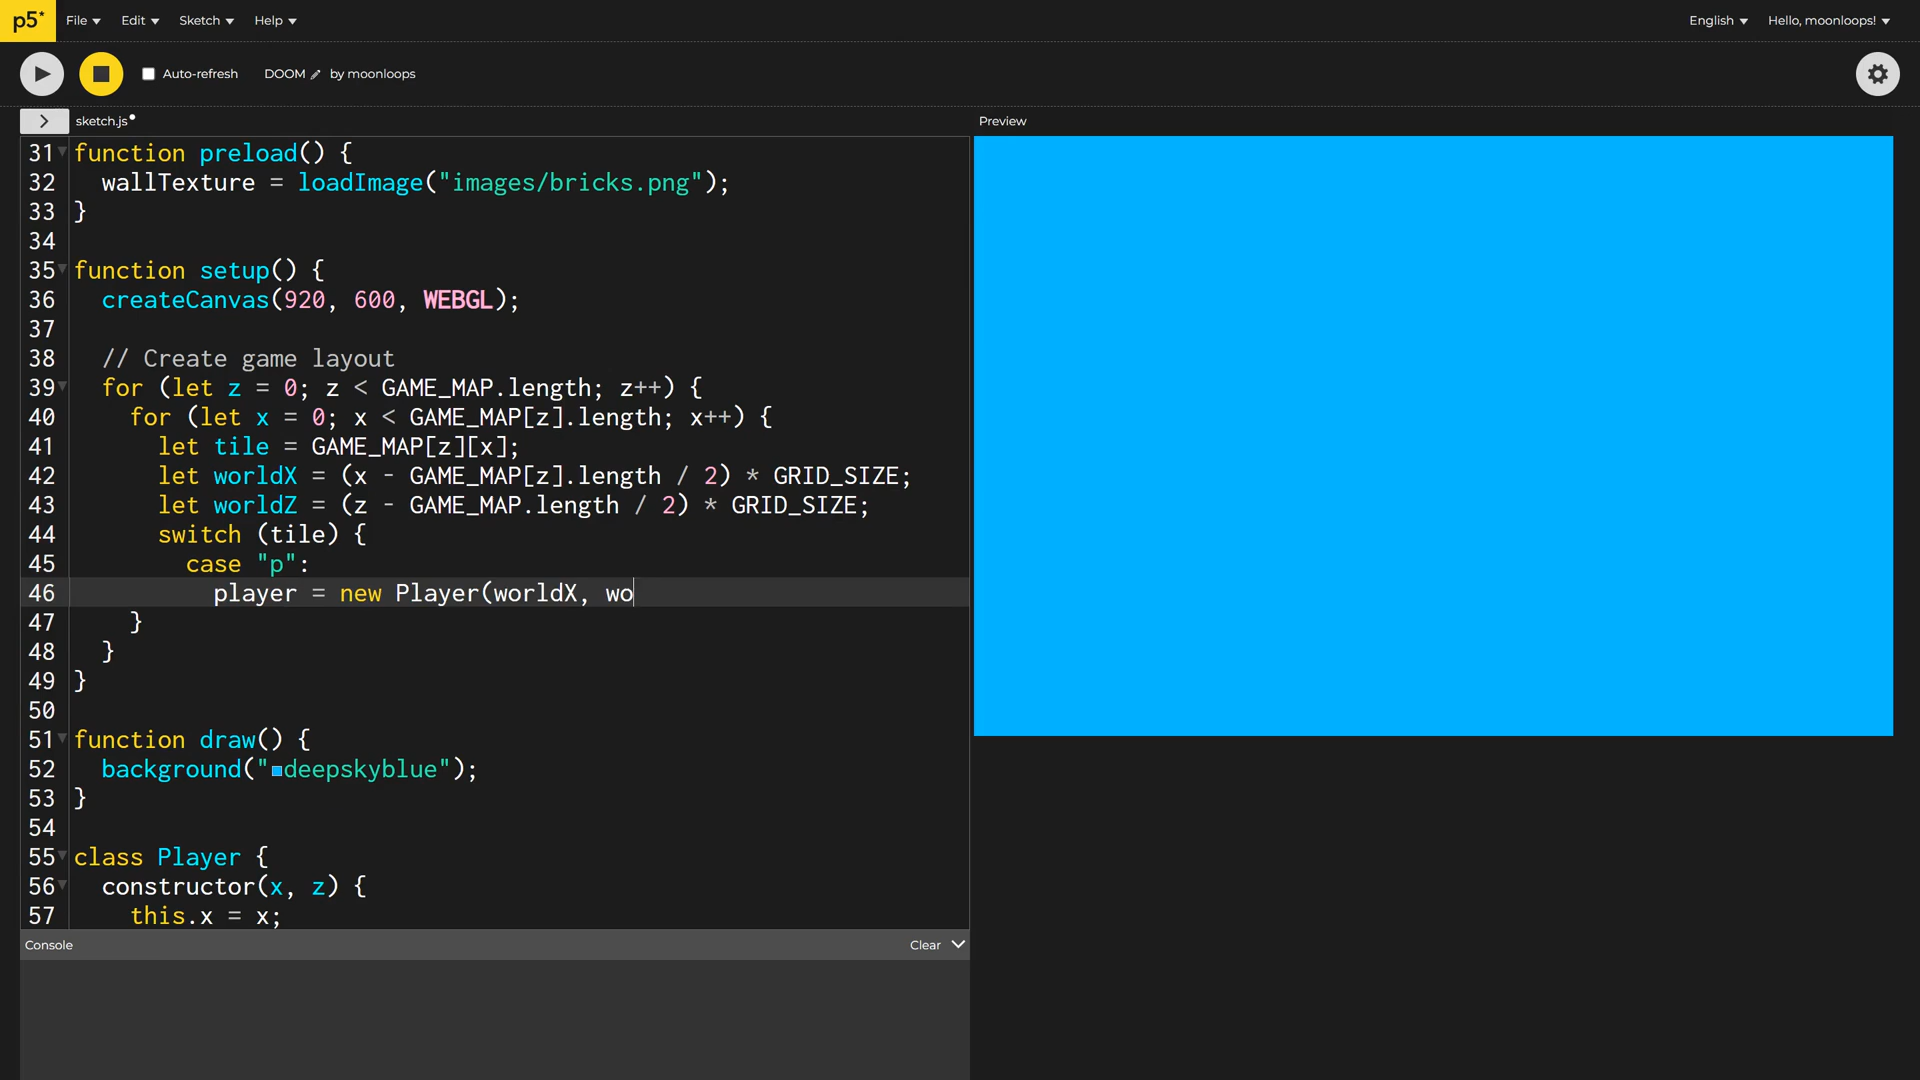 p5* File Edit Sketch Help English Hello, moonloops!
Auto-refresh DOOM by moonloops
sketch.js Preview
31 function preload() {
32 wallTexture = loadImage("images/bricks.png");
33 }
34
35 function setup() {
36 createCanvas(920, 600, WEBGL);
37
38 // Create game layout
39 for (let z = 0; z < GAME_MAP.length; z++) {
40 for (let x = 0; x < GAME_MAP[z].length; x++) {
41 let tile = GAME_MAP[z][x];
42 let worldX = (x - GAME_MAP[z].length / 2) * GRID_SIZE;
43 let worldZ = (z - GAME_MAP.length / 2) * GRID_SIZE;
44 switch (tile) {
45 case "p":
46 player = new Player(worldX, wo
47 }
48 }
49 }
50
51 function draw() {
52 background("deepskyblue");
53 }
54
55 class Player {
56 constructor(x, z) {
57 this.x = x;
Console Clear